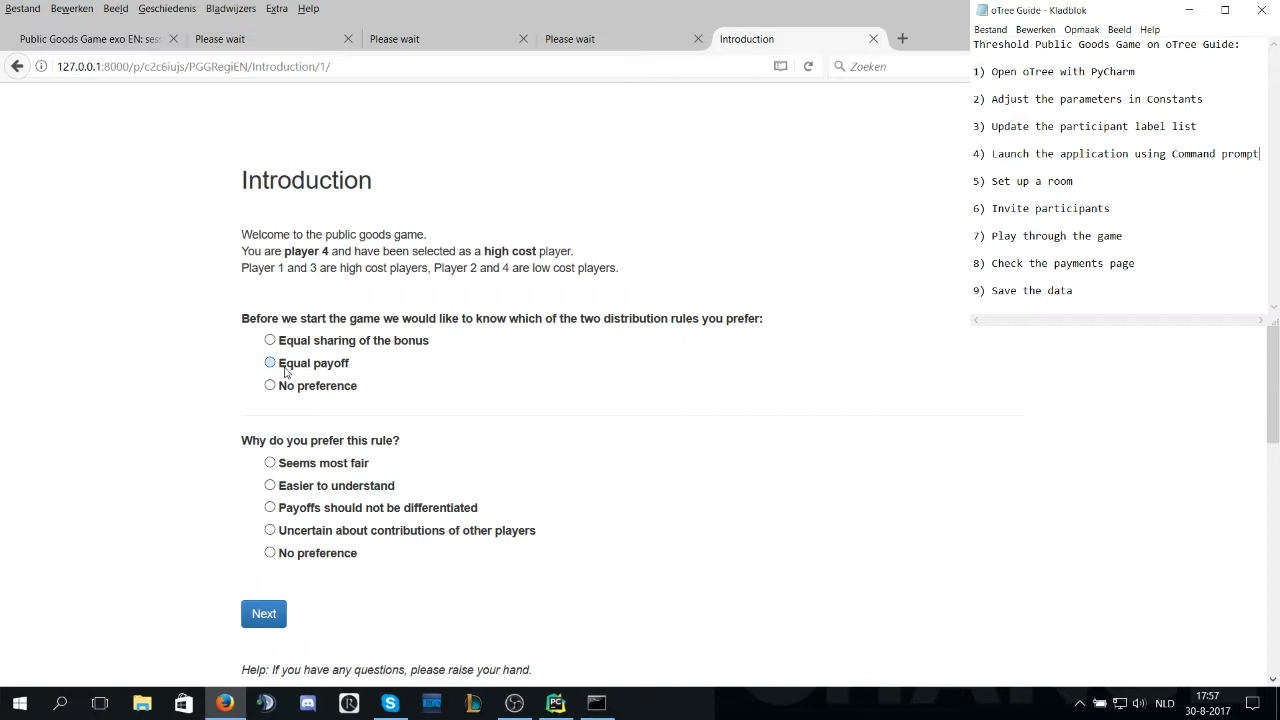 Bestand Bewerken Beeld Geschiedenis Bladwijzers Extra Help
Public Goods Game exo EN: ses
Please wait
Please wait
Please wait
Introduction
127.0.0.1:8000/p/c2c6iujs/PGGRegiEN/Introduction/1/
Zoeken
Introduction
Welcome to the public goods game.
You are player 4 and have been selected as a high cost player.
Player 1 and 3 are high cost players, Player 2 and 4 are low cost players.
Before we start the game we would like to know which of the two distribution rules you prefer:
Equal sharing of the bonus
Equal payoff
No preference
Why do you prefer this rule?
Seems most fair
Easier to understand
Payoffs should not be differentiated
Uncertain about contributions of other players
No preference
Next
Help: If you have any questions, please raise your hand.
oTree Guide - Kladblok
Bestand Bewerken Opmaak Beeld Help
Threshold Public Goods Game on oTree Guide:
1) Open oTree with PyCharm
2) Adjust the parameters in Constants
3) Update the participant label list
4) Launch the application using Command prompt
5) Set up a room
6) Invite participants
7) Play through the game
8) Check the payments page
9) Save the data
NLD
17:57
30-8-2017